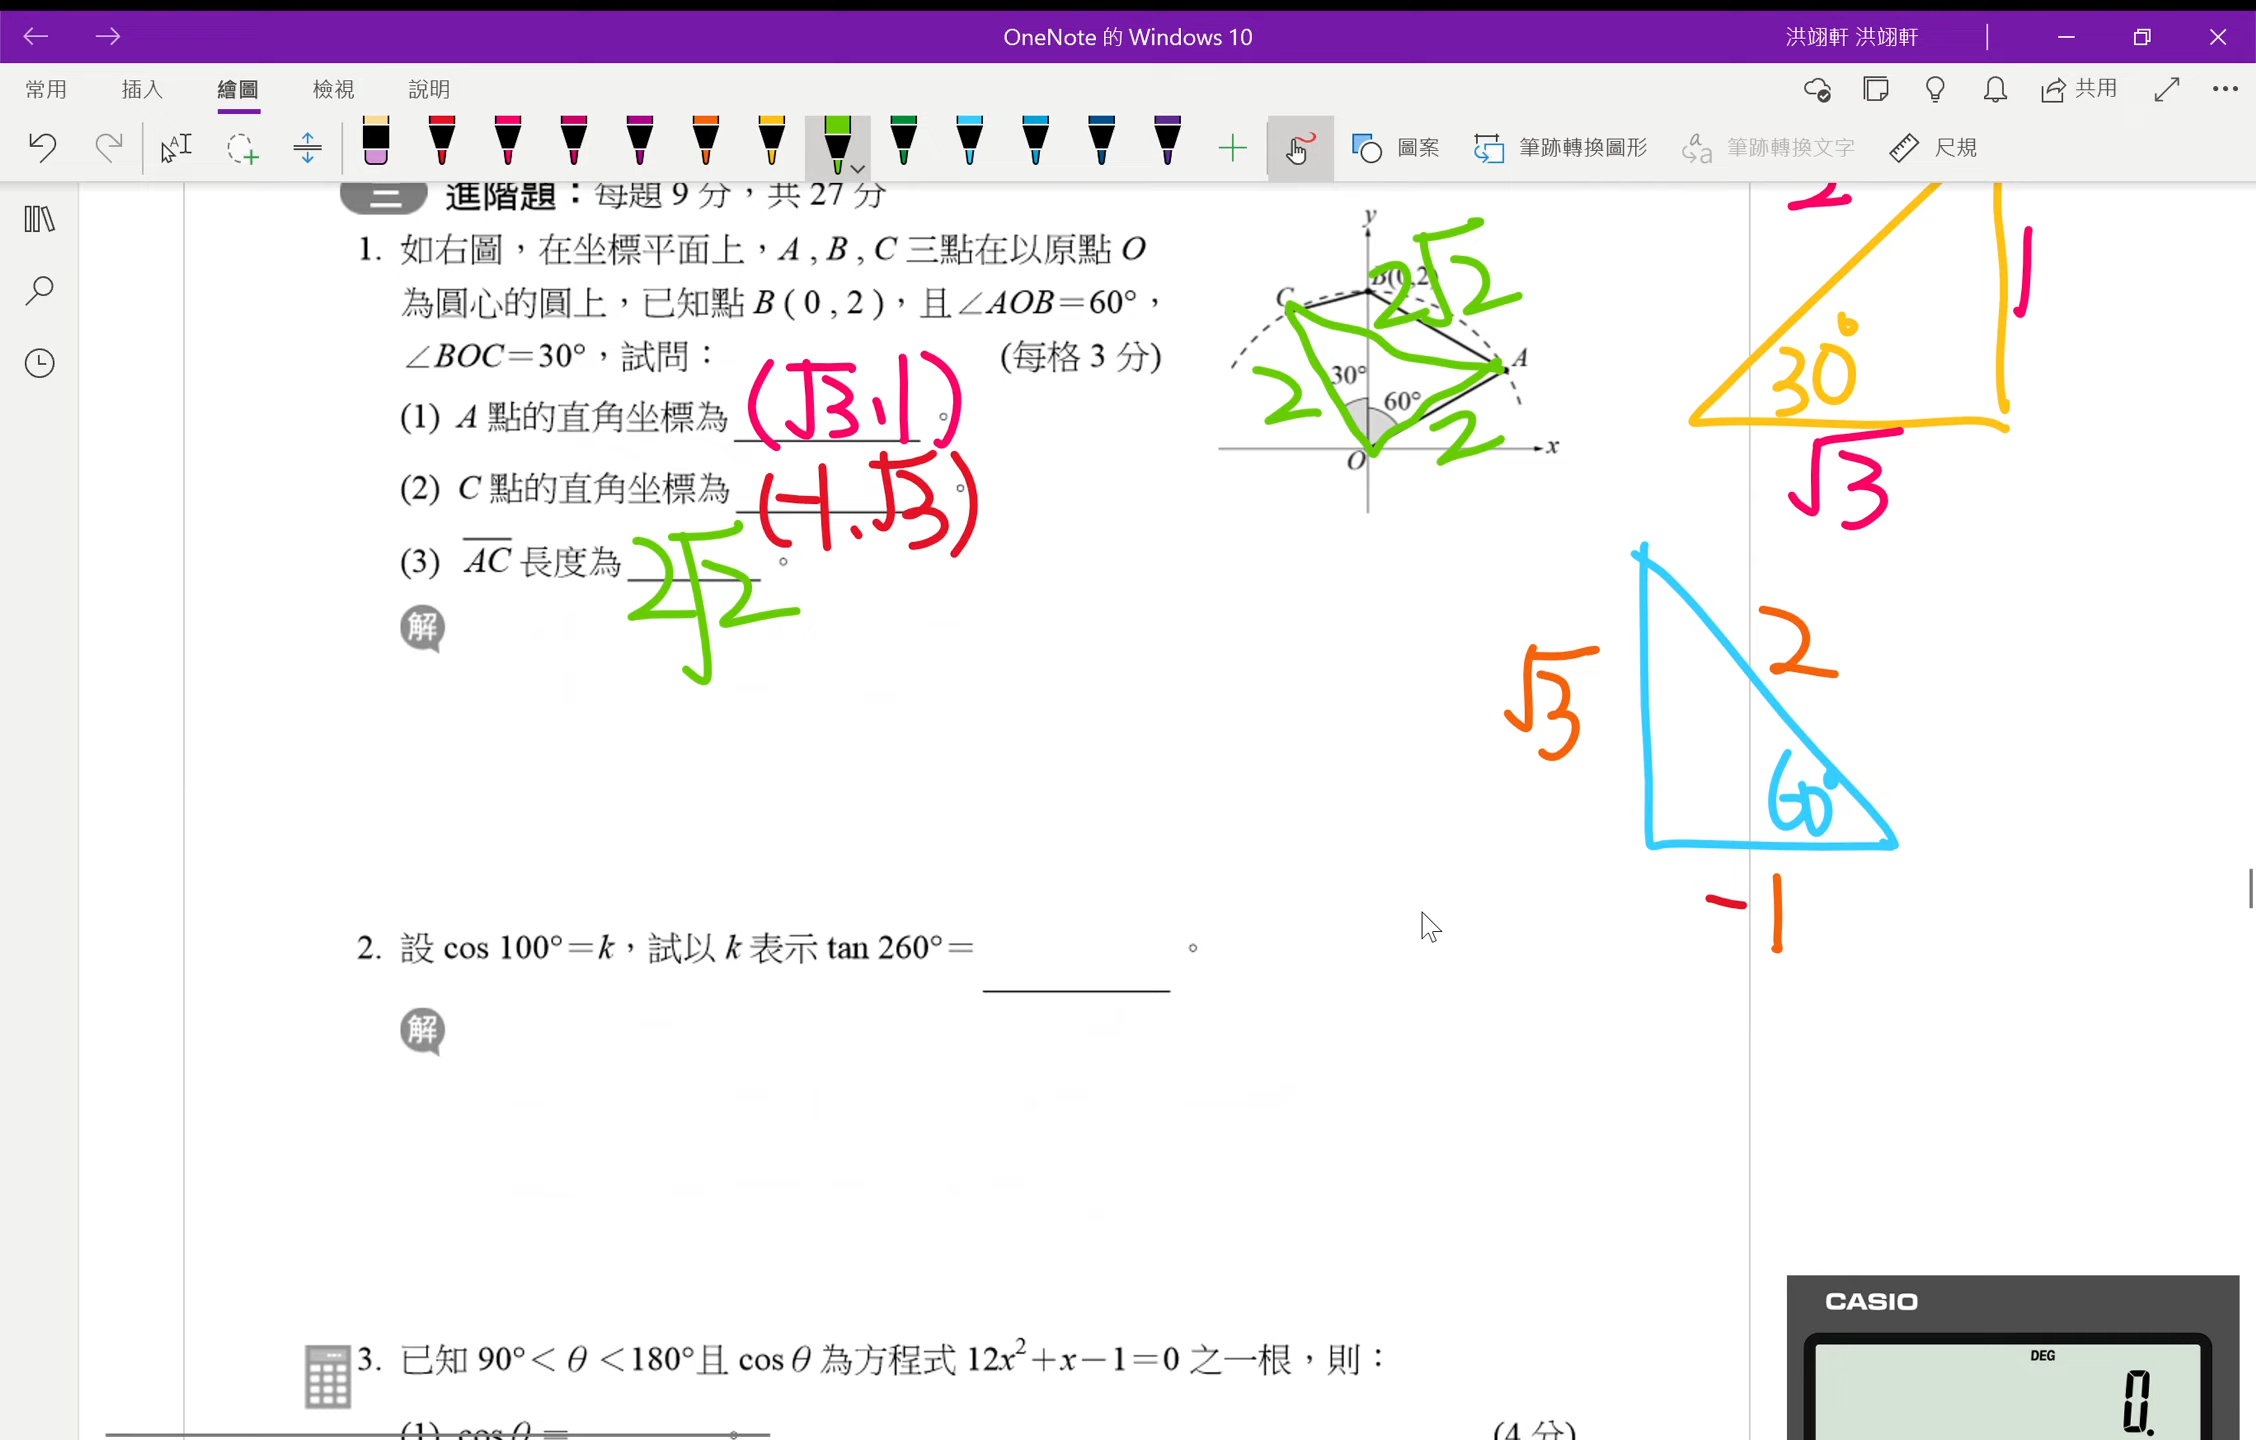 OneNote 的 Windows 10
洪翊軒 洪翊軒
常用 插入 繪圖 檢視 說明
共用
圖案 筆跡轉換圖形 筆跡轉換文字 尺規
三 進階題：每題 9 分，共 27 分
1. 如右圖，在坐標平面上，A , B , C 三點在以原點 O
為圓心的圓上，已知點 B ( 0 , 2 )，且∠AOB＝60°，
∠BOC＝30°，試問： (每格 3 分)
(1) A 點的直角坐標為 (√3,1)。
(2) C 點的直角坐標為 (-1,√3)。
(3) AC 長度為 2√2。
解
y
B(0,2)
2√2
C
A
30°
60°
2
2
O
x
2
1
30°
√3
√3
2
60°
-1
2. 設 cos 100°＝k，試以 k 表示 tan 260°＝ 。
解
3. 已知 90°＜ θ ＜180°且 cos θ 為方程式 12x²＋x－1＝0 之一根，則：
(1) cos θ ＝ 。 (4 分)
CASIO
DEG
0.